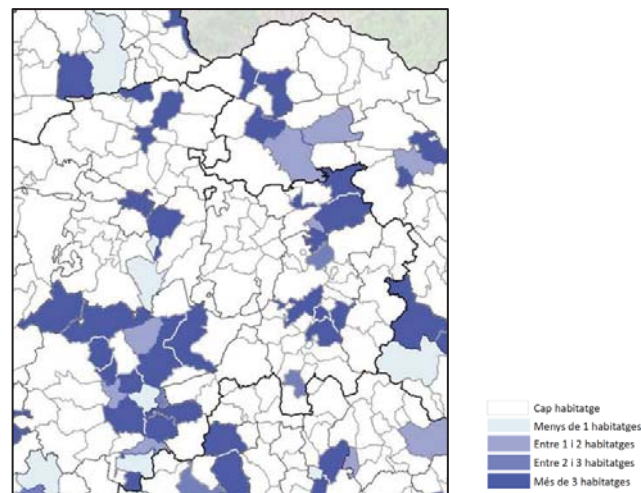 Cap habitatge
Menys de 1 habitatges
Entre 1 i 2 habitatges
Entre 2 i 3 habitatges
Més de 3 habitatges